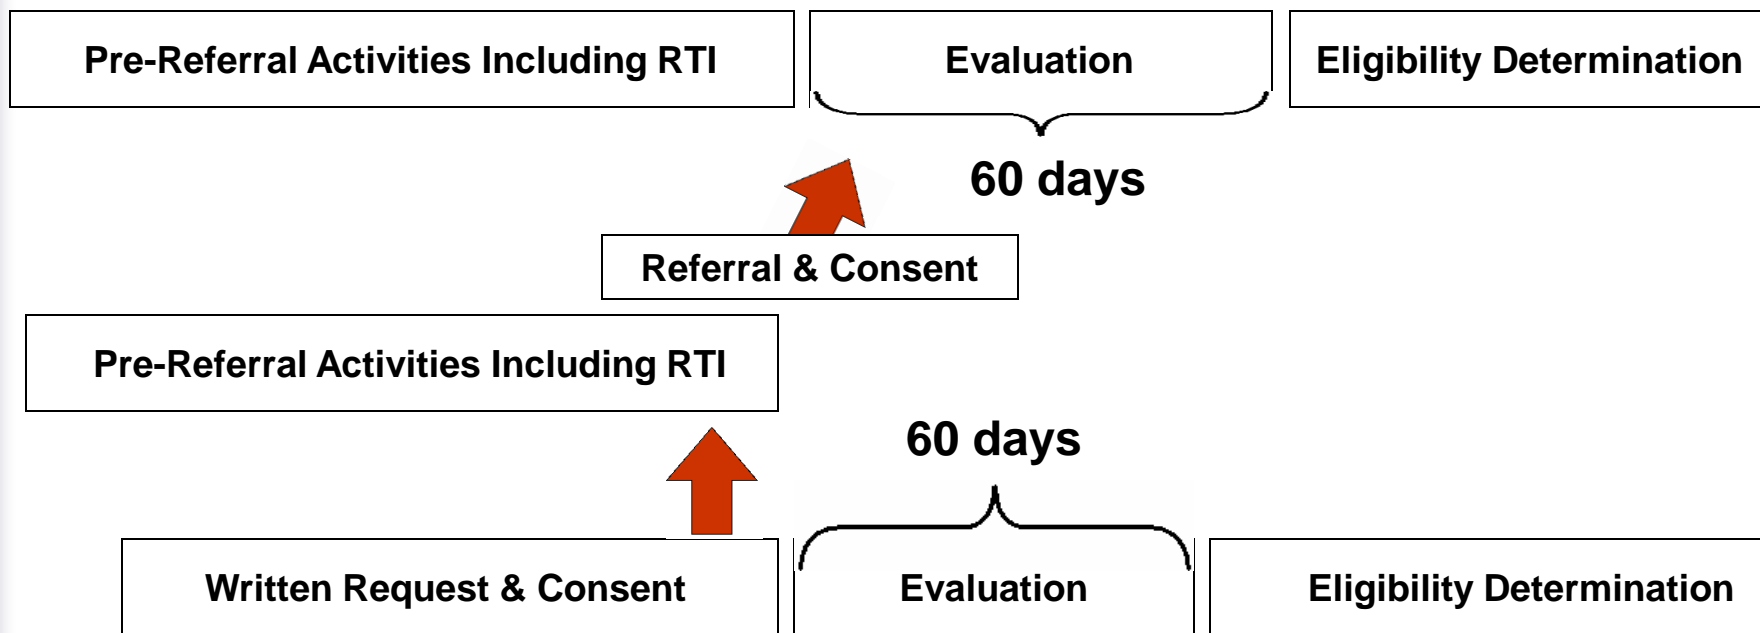 Pre-Referral Activities Including RTI
Evaluation
Eligibility Determination
60 days
Referral & Consent
Pre-Referral Activities Including RTI
60 days
Written Request & Consent
Evaluation
Eligibility Determination